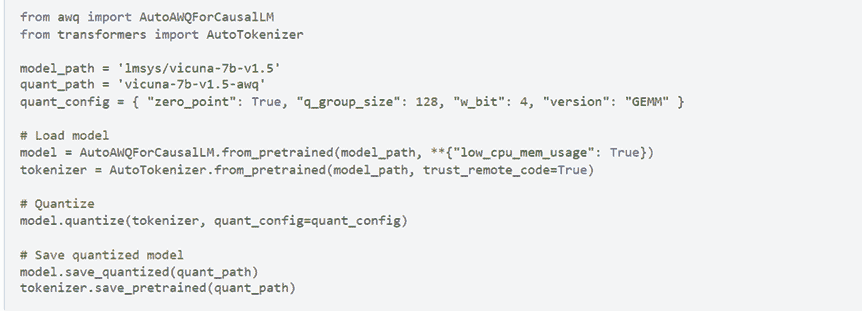 from awq import AutoAWQForCausalLM
from transformers import AutoTokenizer
model_path = 'lmsys/vicuna-7b-v1.5'
quant_path = 'vicuna-7b-v1.5-awq'
quant_config = { "zero_point": True, "q_group_size": 128, "w_bit": 4, "version": "GEMM" }
# Load model
model = AutoAWQForCausalLM.from_pretrained(model_path, **{"low_cpu_mem_usage": True})
tokenizer = AutoTokenizer.from_pretrained(model_path, trust_remote_code=True)
# Quantize
model.quantize(tokenizer, quant_config=quant_config)
# Save quantized model
model.save_quantized(quant_path)
tokenizer.save_pretrained(quant_path)